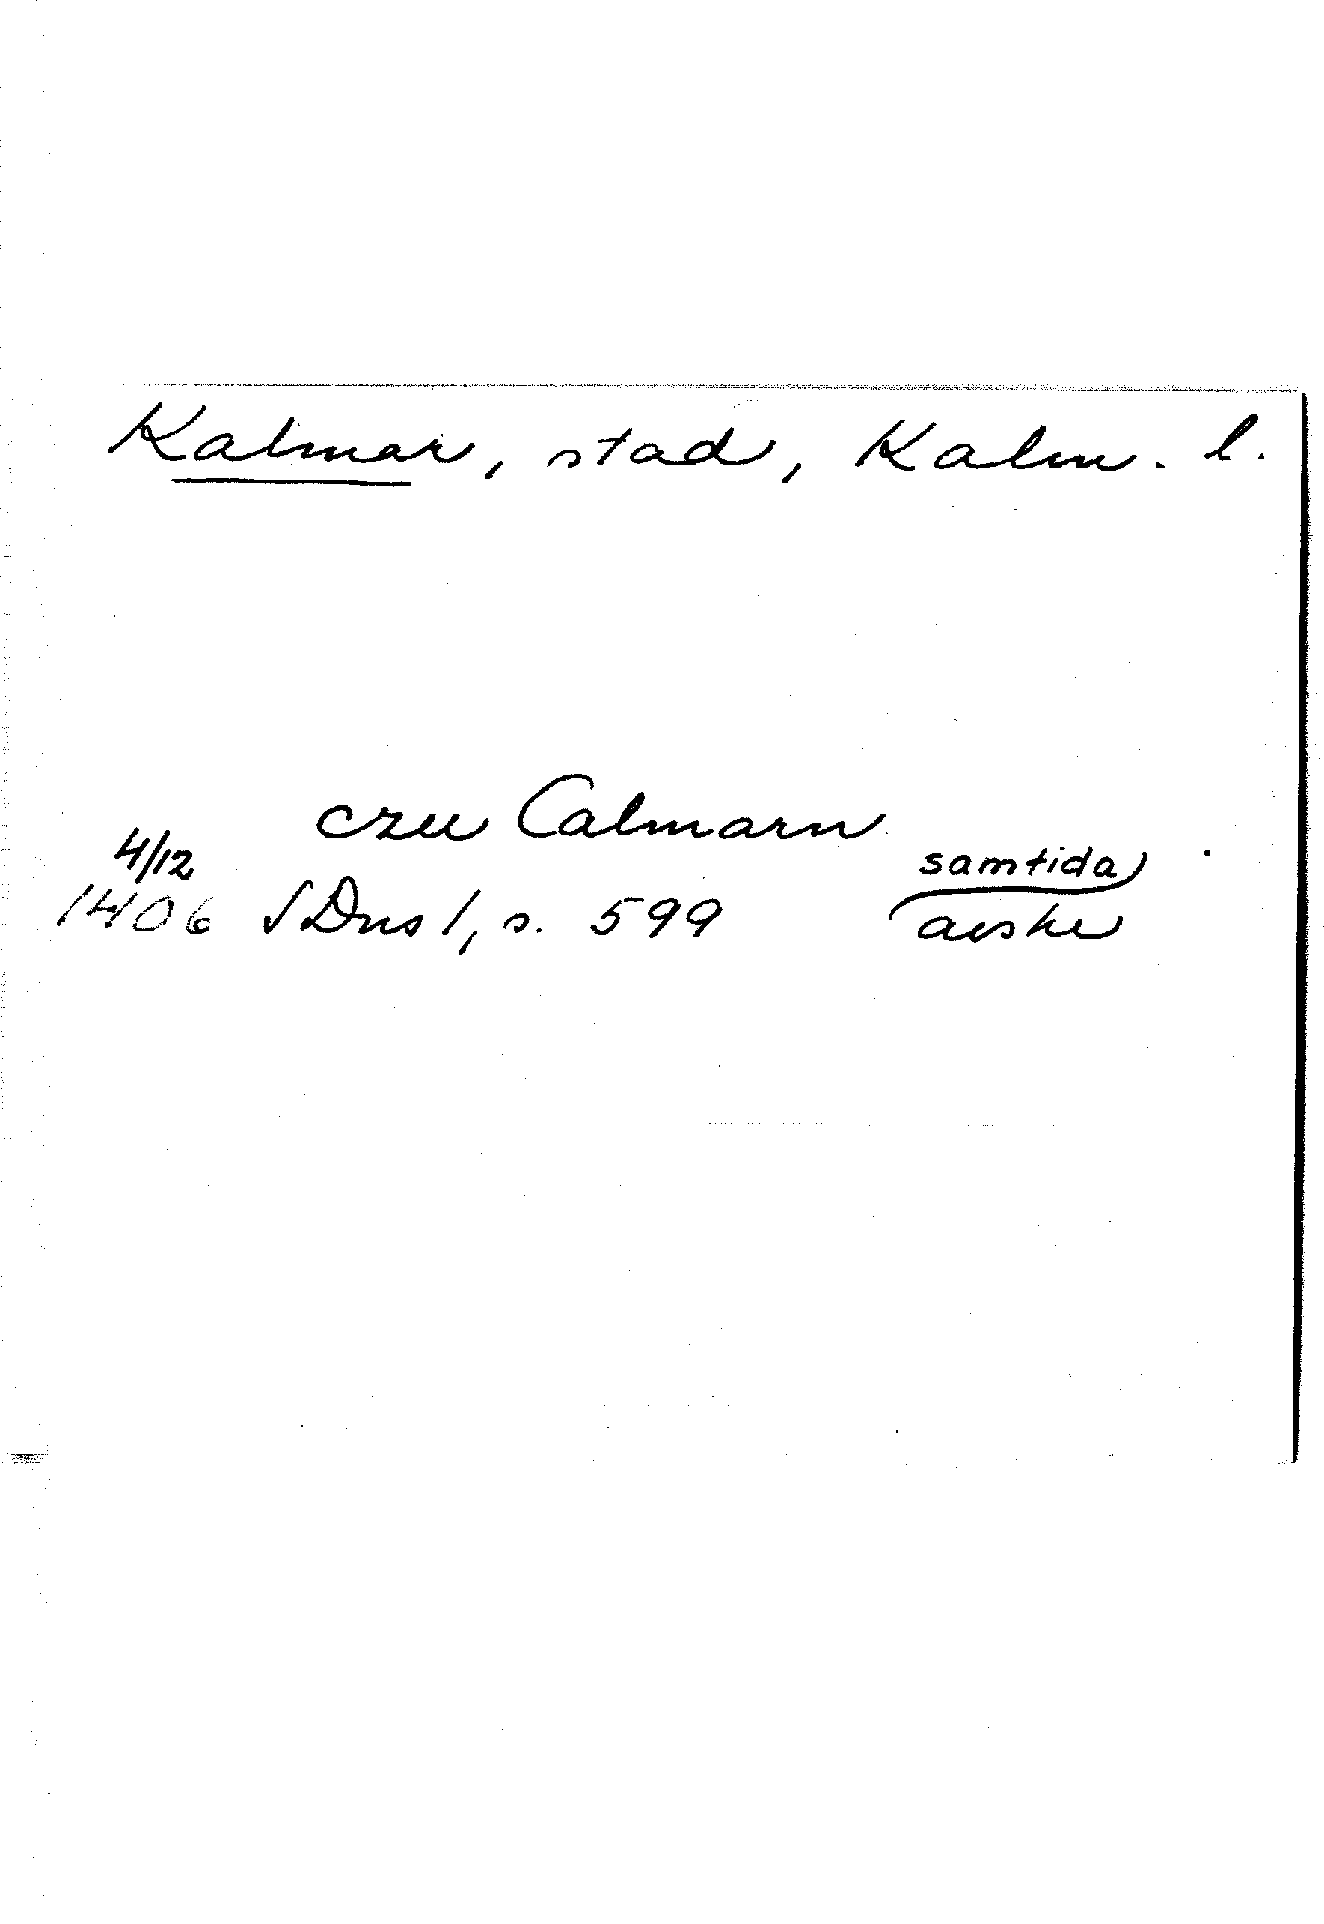 Kalmar, stad, Kalm. l.
czu Calmarn
4/12
samtida
1406 SDns 1, s. 599 avskr